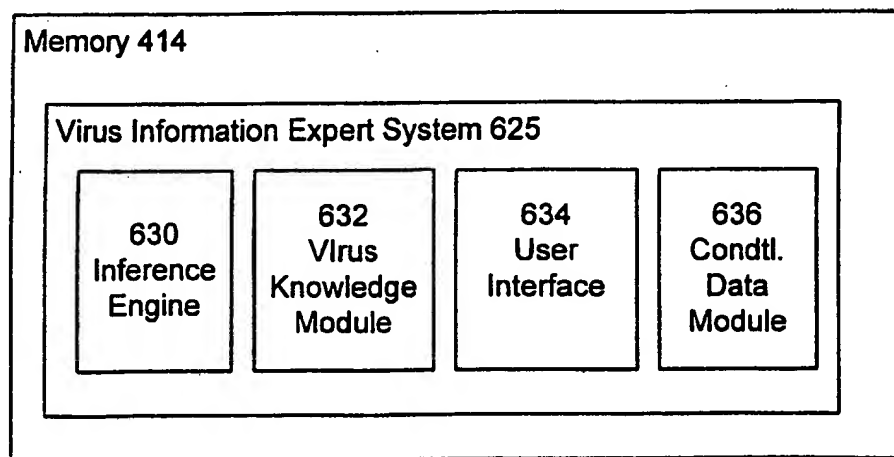 Memory 414
Virus Information Expert System 625
630
Inference
Engine
632
VIrus
Knowledge
Module
634
User
Interface
636
Condtl.
Data
Module